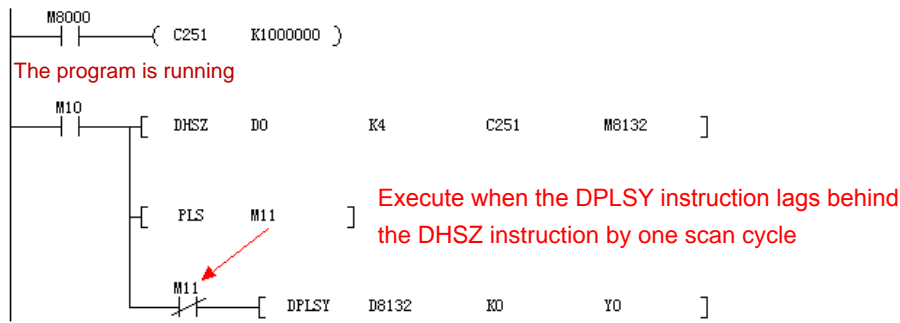 M8000
C251 K1000000
The program is running
M10
DHSZ D0 K4 C251 M8132
PLS M11
Execute when the DPLSY instruction lags behind
the DHSZ instruction by one scan cycle
M11
DPLSY D8132 K0 Y0